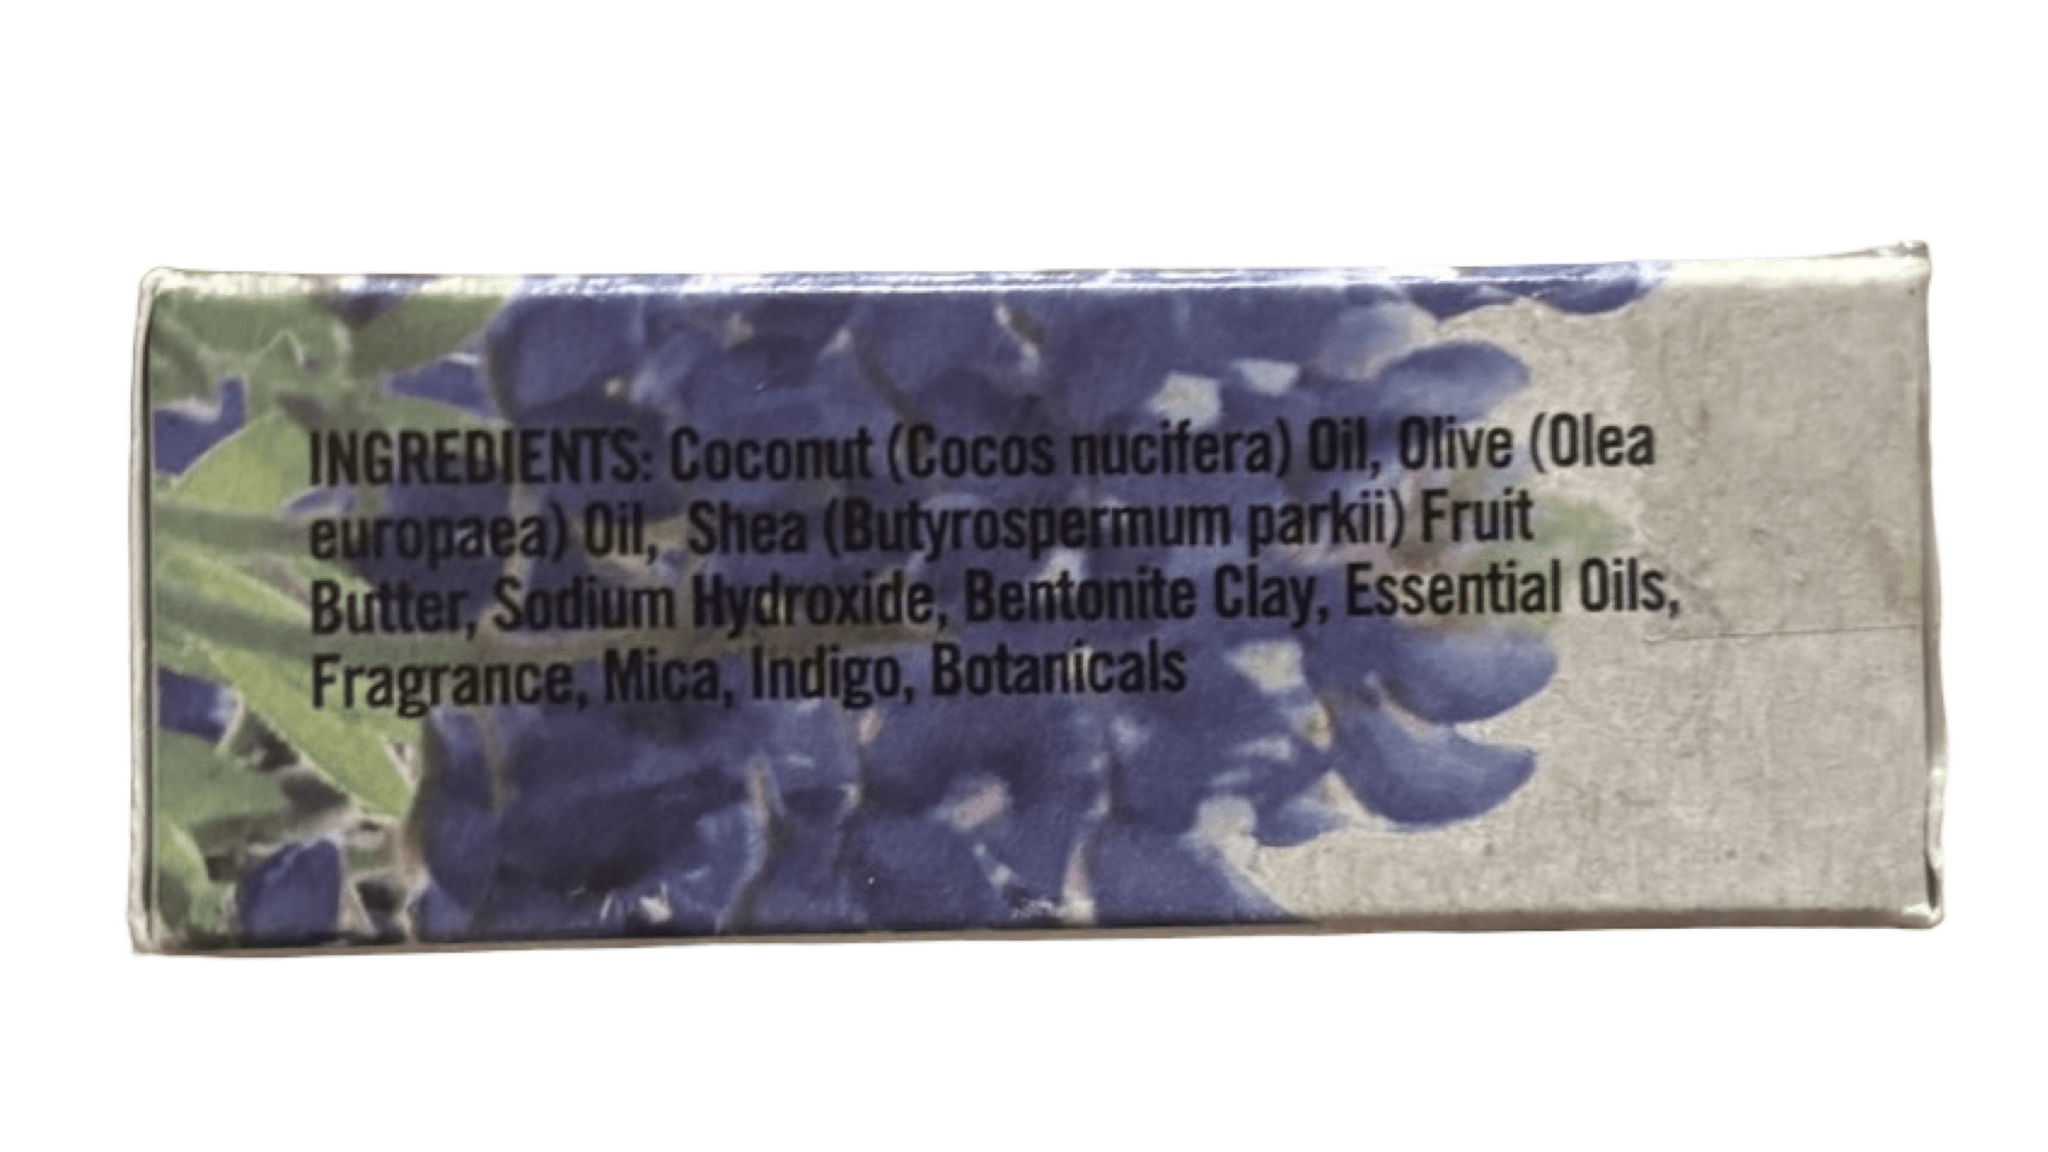 INGREDIENTS: Coconut (Cocos nucifera) Oil, Olive (Olea
europaea) Oil, Shea (Butyrospermum parkii) Fruit
Butter, Sodium Hydroxide, Bentonite Clay, Essential Oils,
Fragrance, Mica, Indigo, Botanicals